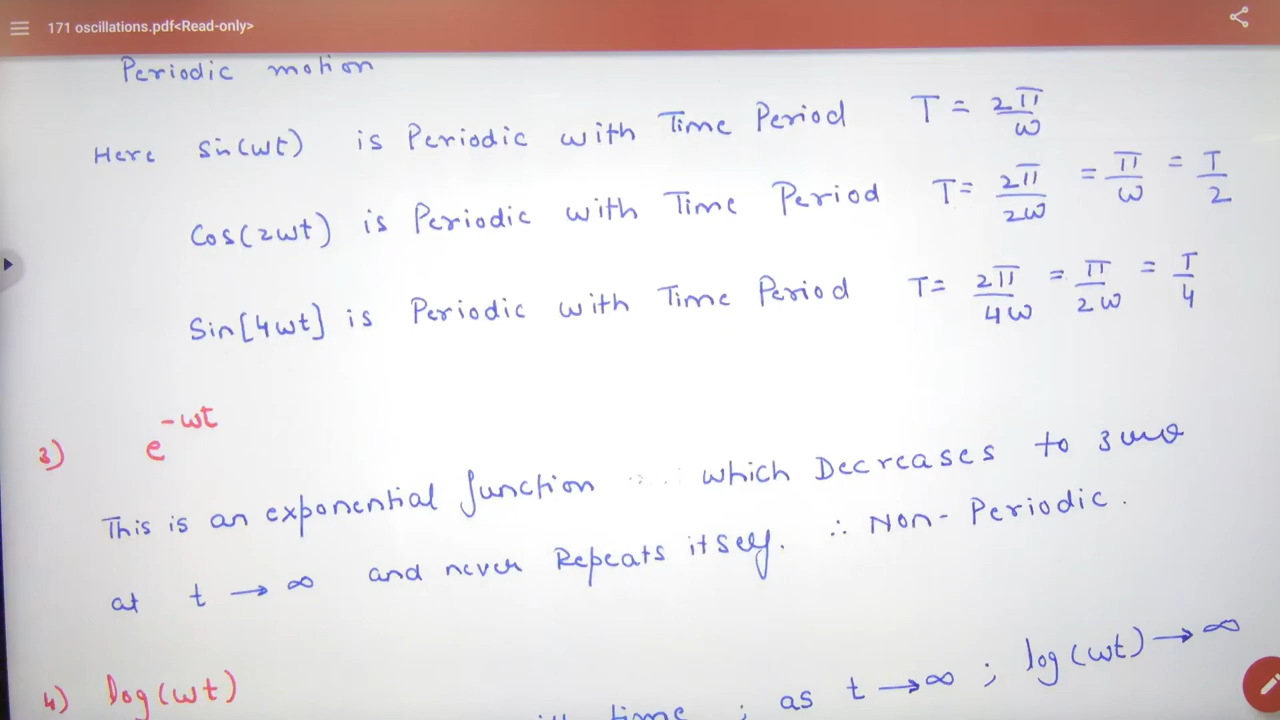 171 oscillations.pdf<Read-only>
Periodic motion
Here sin(ωt) is Periodic with Time Period T = 2π/ω
Cos(2ωt) is Periodic with Time Period T = 2π/2ω = π/ω = T/2
Sin[4ωt] is Periodic with Time Period T = 2π/4ω = π/2ω = T/4
3) e^-ωt
This is an exponential function which Decreases to
at t → ∞ and never Repeats itself. ∴ Non-Periodic.
4) log(ωt)
time ; as t → ∞ ; log(ωt) → ∞